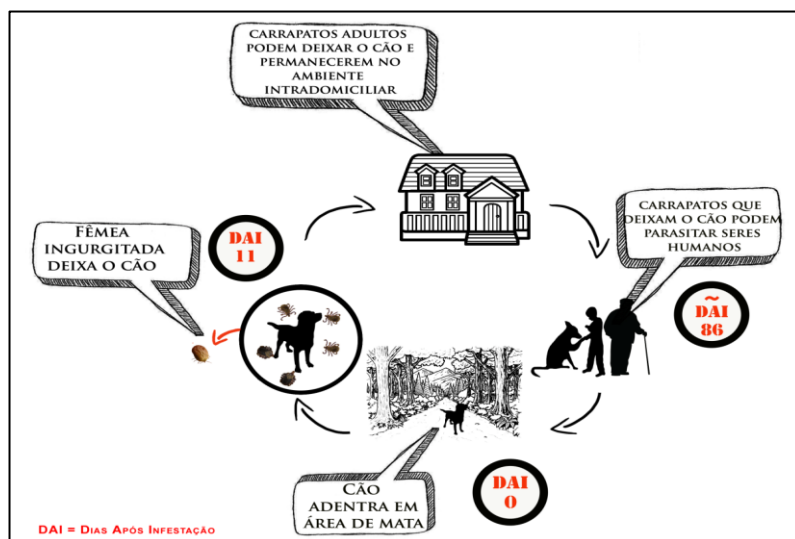 CARRAPATOS ADULTOS
PODEM DEIXAR O CÃO E
PERMANECEREM NO
AMBIENTE
INTRADOMICILIAR
CARRAPATOS QUE
DEIXAM O CÃO PODEM
PARASITAR SERES
HUMANOS
FÊMEA
INGURGITADA
DEIXA O CÃO
DAI
11
~
DAI
86
CÃO
ADENTRA EM
ÁREA DE MATA
DAI
0
DAI = DIAS APÓS INFESTAÇÃO